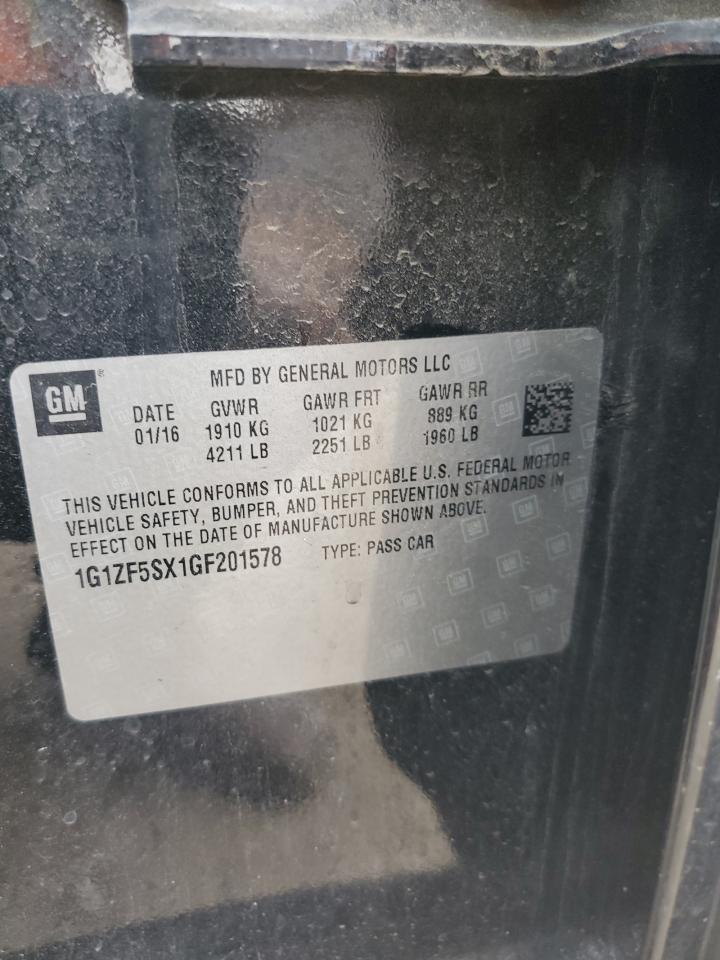 GM ®
MFD BY GENERAL MOTORS LLC
DATE GVWR GAWR FRT GAWR RR
01/16 1910 KG 1021 KG 889 KG
4211 LB 2251 LB 1960 LB
THIS VEHICLE CONFORMS TO ALL APPLICABLE U.S. FEDERAL MOTOR
VEHICLE SAFETY, BUMPER, AND THEFT PREVENTION STANDARDS IN
EFFECT ON THE DATE OF MANUFACTURE SHOWN ABOVE.
1G1ZF5SX1GF201578 TYPE: PASS CAR